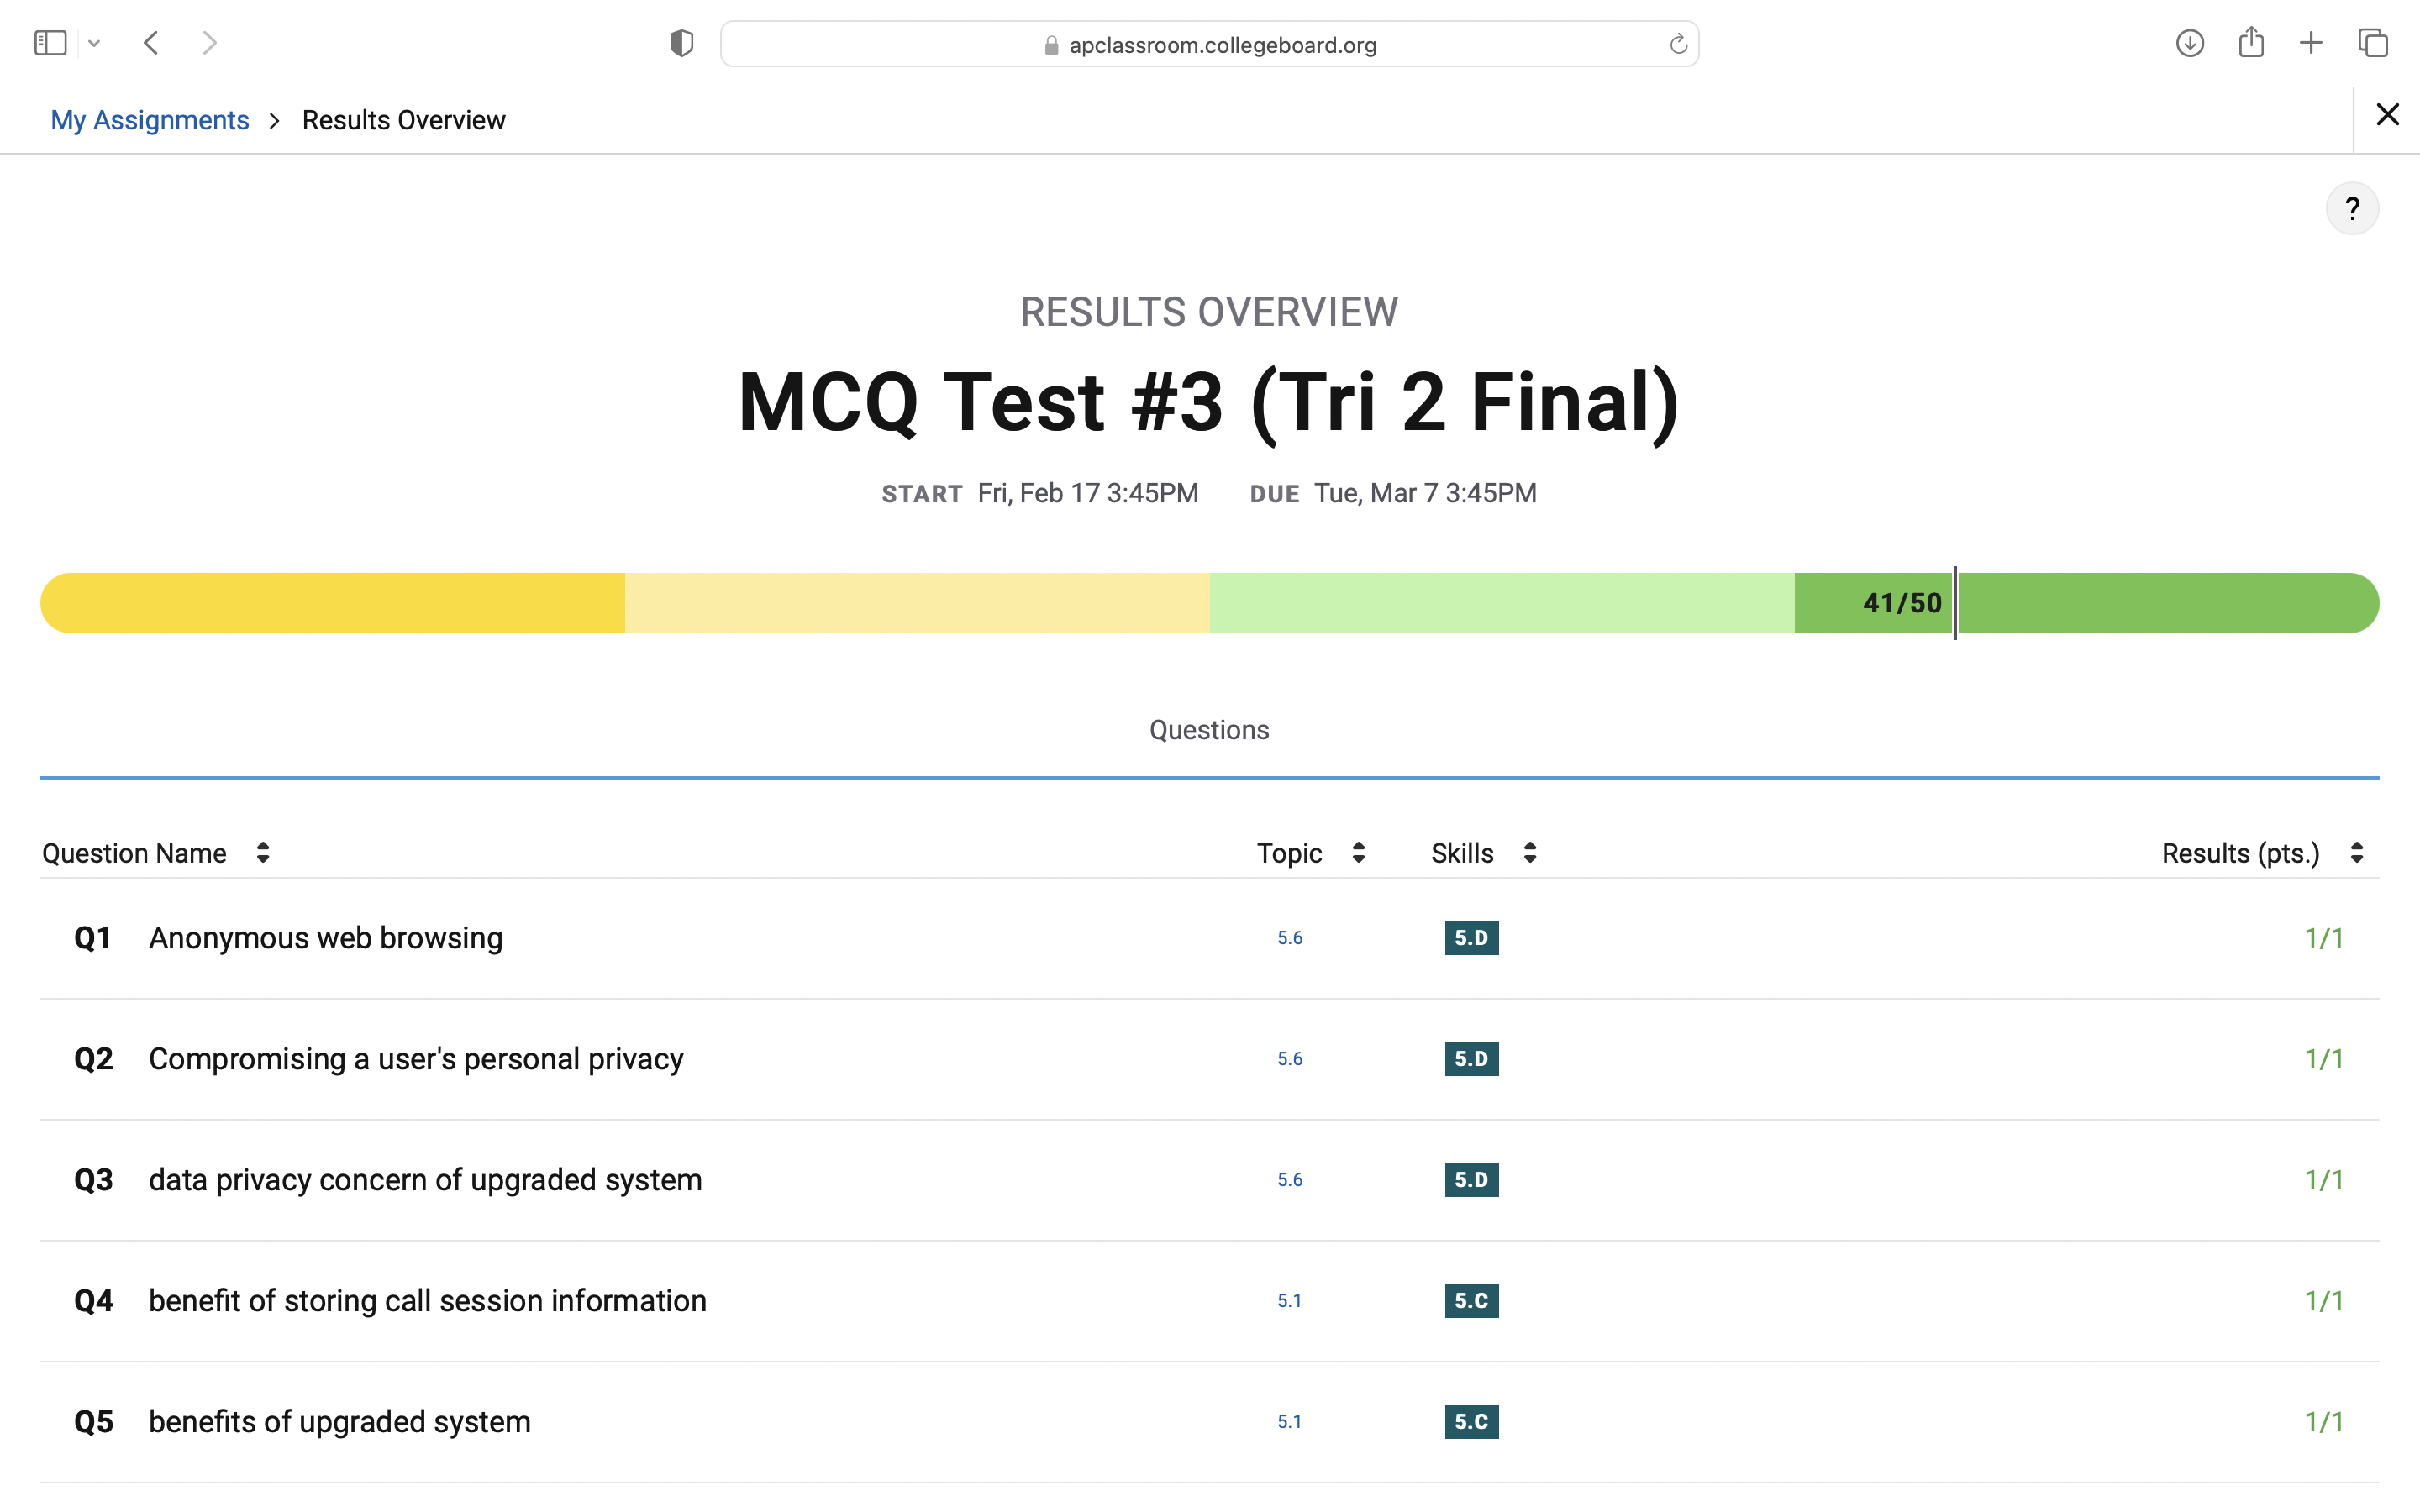 apclassroom.collegeboard.org
My Assignments > Results Overview
?
RESULTS OVERVIEW
MCQ Test #3 (Tri 2 Final)
START Fri, Feb 17 3:45PM DUE Tue, Mar 7 3:45PM
41/50
Questions
Question Name Topic Skills Results (pts.)
Q1 Anonymous web browsing 5.6 5.D 1/1
Q2 Compromising a user's personal privacy 5.6 5.D 1/1
Q3 data privacy concern of upgraded system 5.6 5.D 1/1
Q4 benefit of storing call session information 5.1 5.C 1/1
Q5 benefits of upgraded system 5.1 5.C 1/1